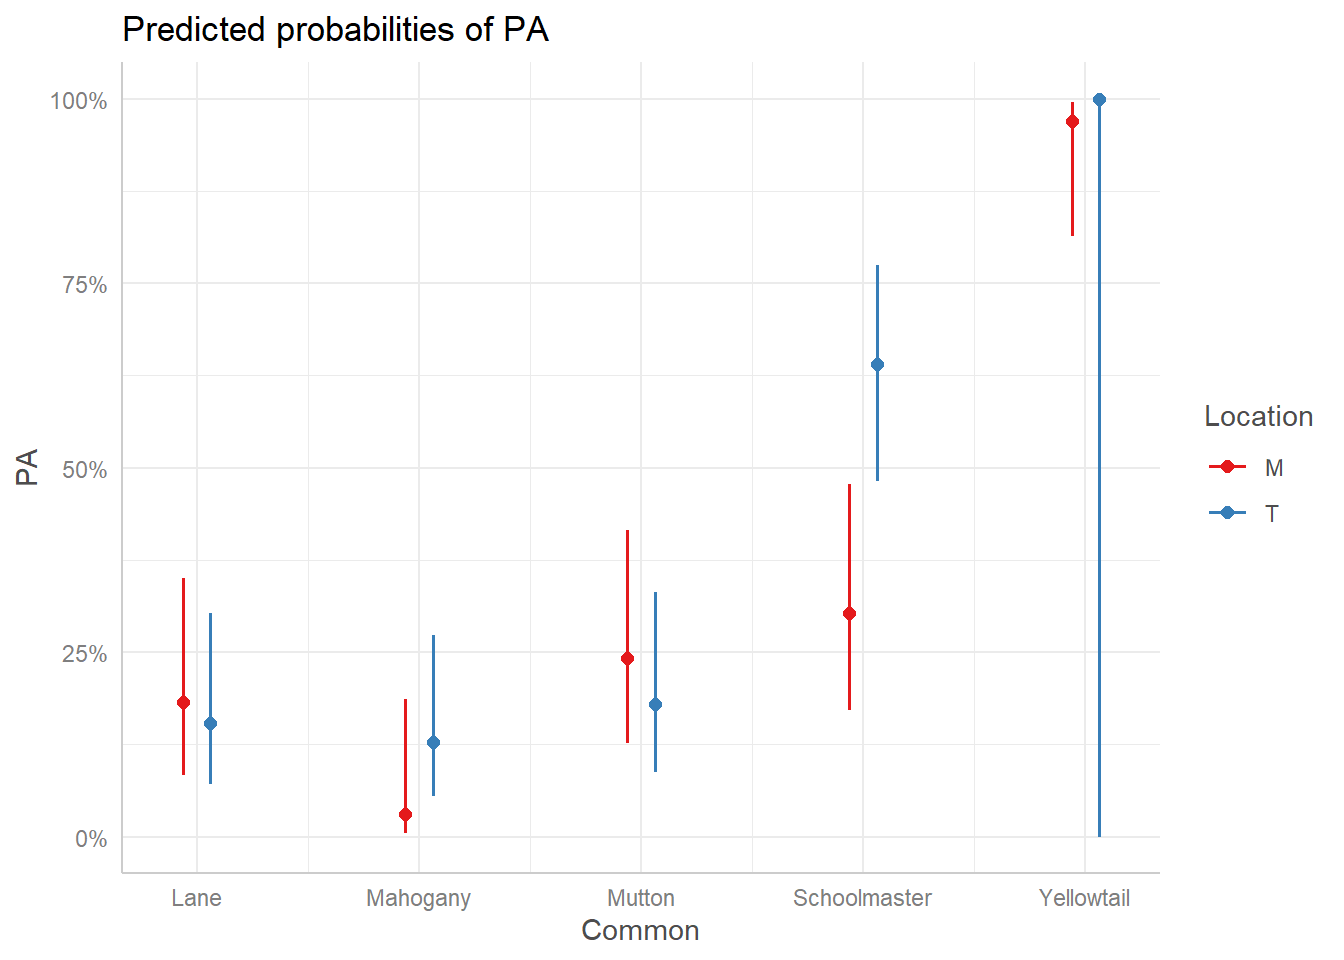 Predicted probabilities of PA
100%
75%
50%
25%
0%
PA
Lane
Mahogany
Mutton
Schoolmaster
Yellowtail
Common
Location
M
T